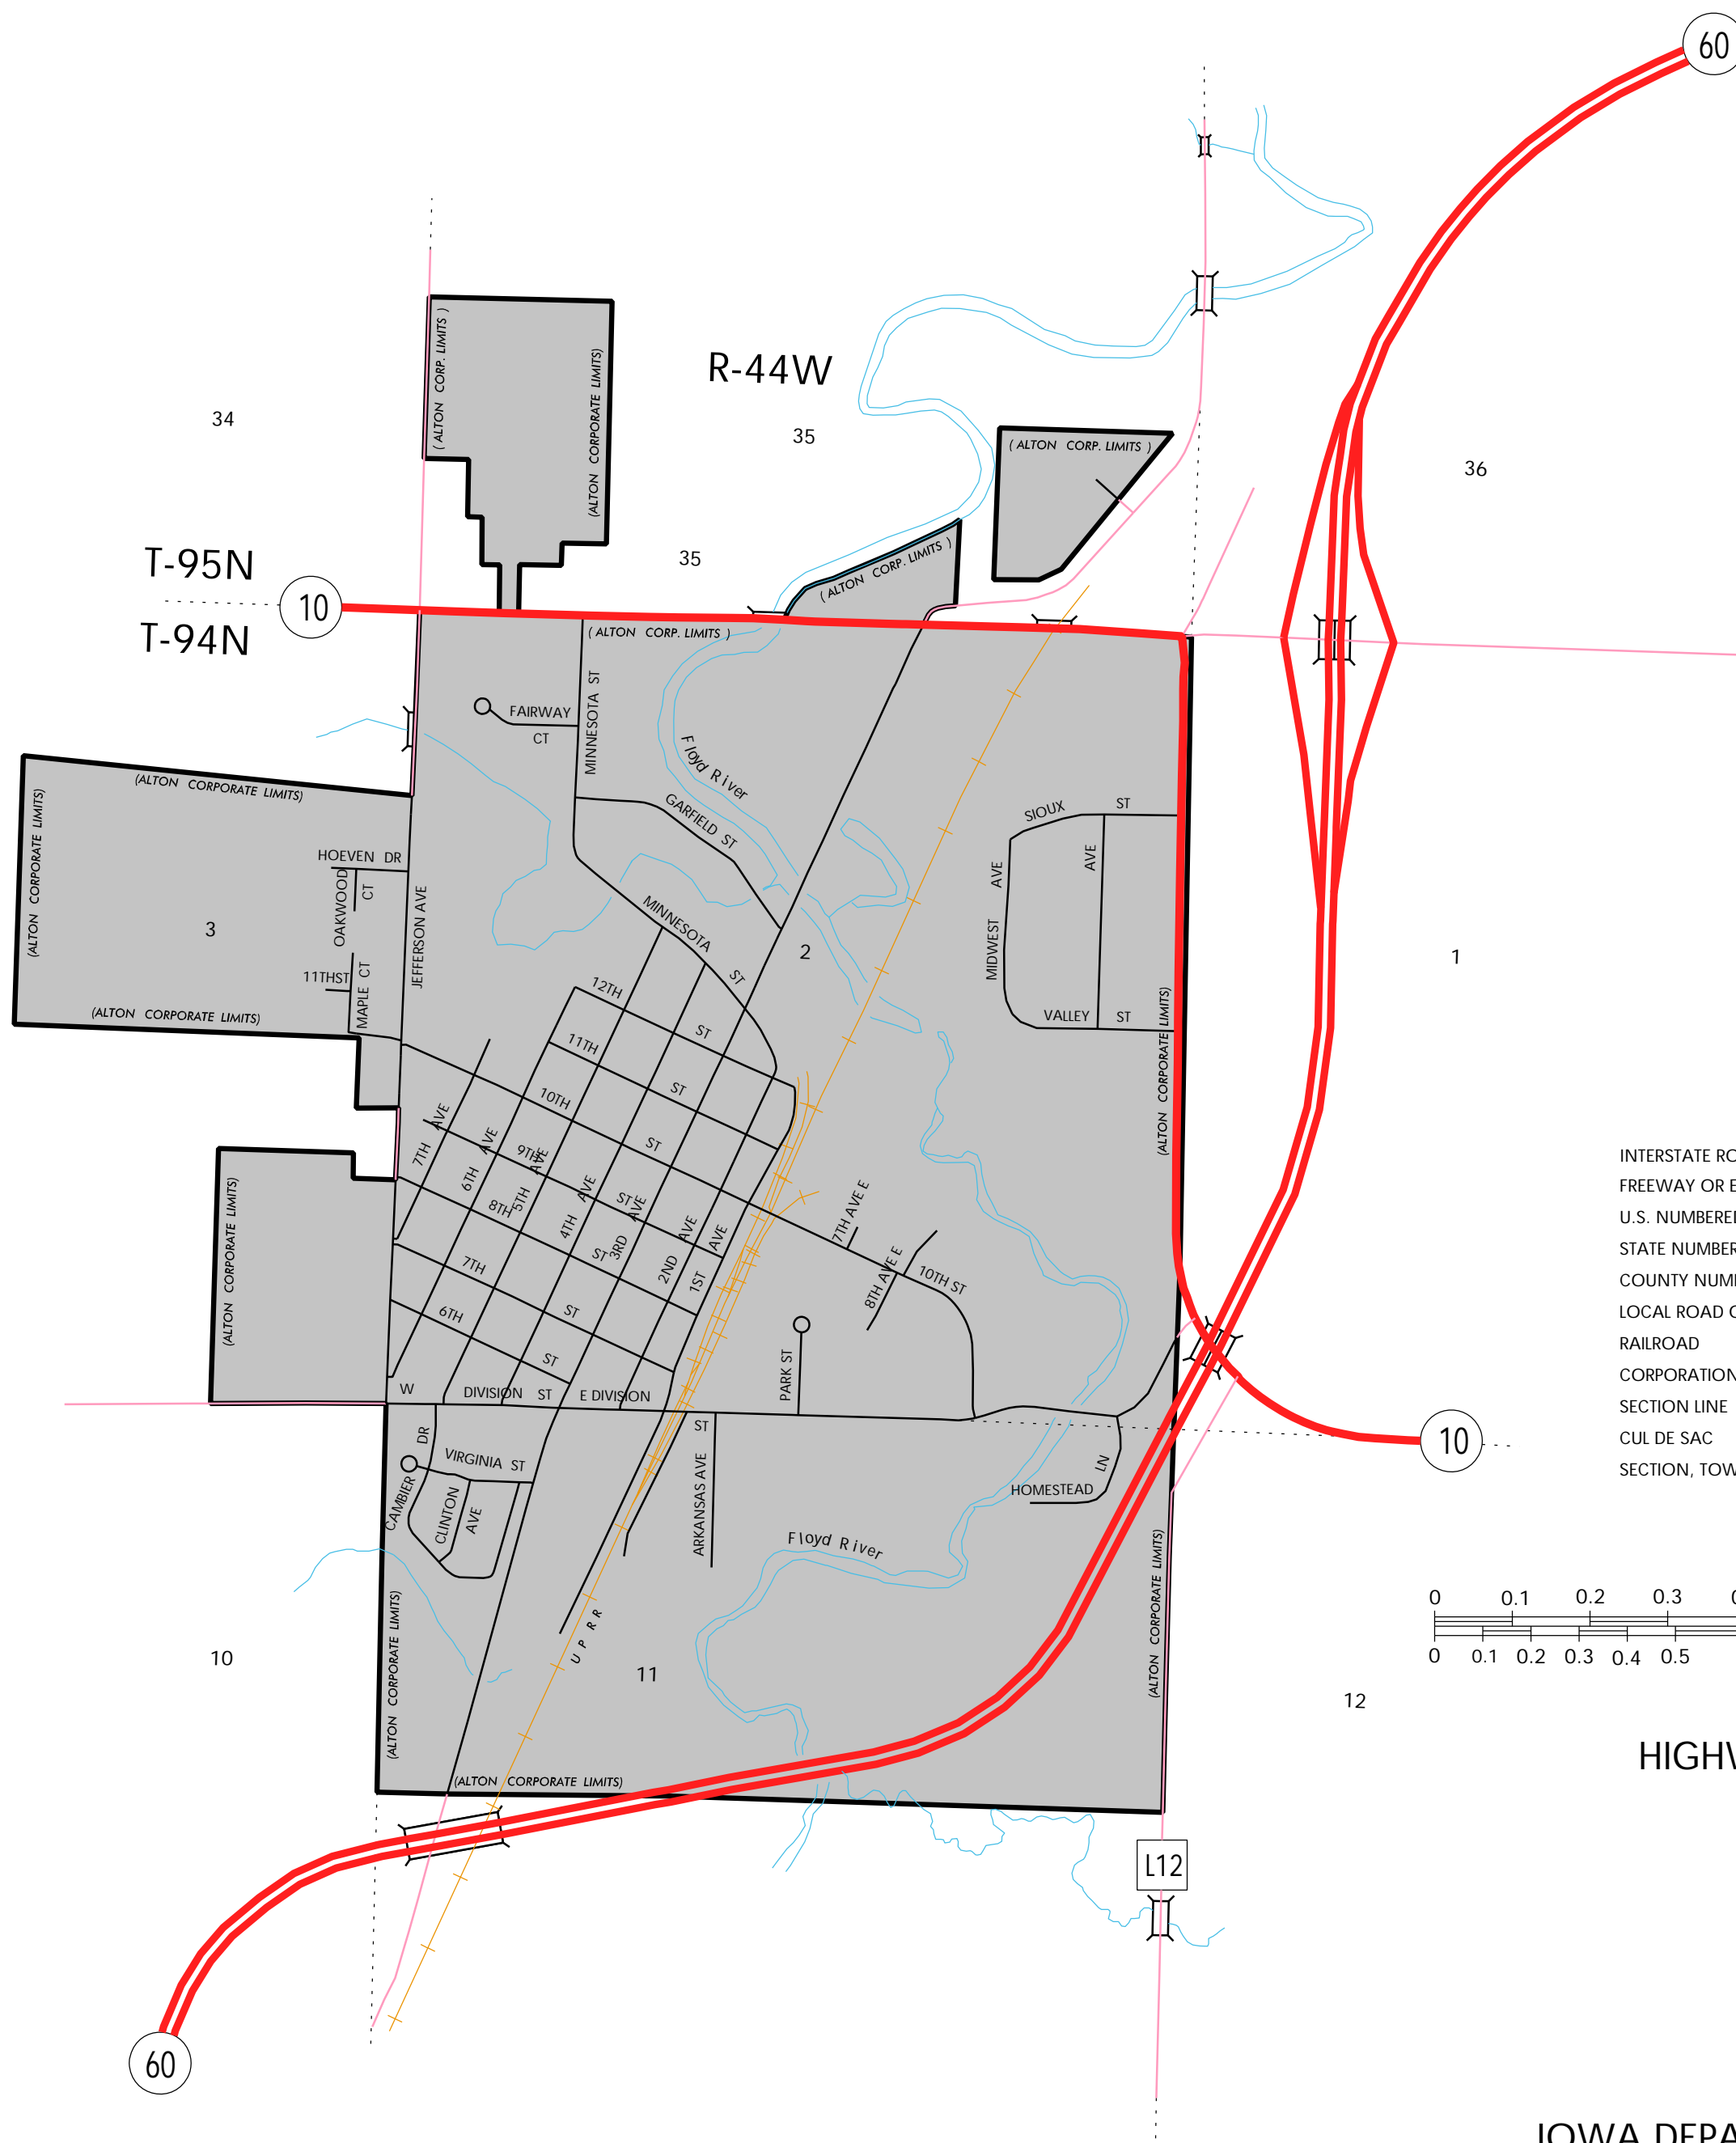 60
( ALTON CORP. LIMITS )
(ALTON CORPORATE LIMITS)
R-44W
34
35
( ALTON CORP. LIMITS )
36
T-95N
35
( ALTON CORP. LIMITS )
10
T-94N
( ALTON CORP. LIMITS )
MINNESOTA ST
FAIRWAY
CT
Floyd River
(ALTON CORPORATE LIMITS)
(ALTON CORPORATE LIMITS)
GARFIELD ST
SIOUX ST
AVE
MIDWEST AVE
HOEVEN DR
OAKWOOD
CT
JEFFERSON AVE
MINNESOTA ST
3
2
1
11THST
MAPLE CT
12TH ST
VALLEY ST
(ALTON CORPORATE LIMITS)
(ALTON CORPORATE LIMITS)
11TH ST
10TH ST
9TH ST
8TH ST
7TH ST
6TH ST
7TH AVE
6TH AVE
5TH AVE
4TH AVE
3RD AVE
2ND AVE
1ST AVE
7TH AVE E
8TH AVE E
10TH ST
(ALTON CORPORATE LIMITS)
PARK ST
W DIVISION ST E DIVISION ST
INTERSTATE RO
FREEWAY OR E
U.S. NUMBERE
STATE NUMBER
COUNTY NUM
LOCAL ROAD
RAILROAD
CORPORATION
SECTION LINE
CUL DE SAC
SECTION, TOW
10
CAMBIER DR
VIRGINIA ST
CLINTON
AVE
ARKANSAS AVE
HOMESTEAD LN
Floyd River
(ALTON CORPORATE LIMITS)
(ALTON CORPORATE LIMITS)
U P R R
0 0.1 0.2 0.3
0 0.1 0.2 0.3 0.4 0.5
10
11
12
HIGHW
(ALTON CORPORATE LIMITS)
L12
60
IOWA DEPA